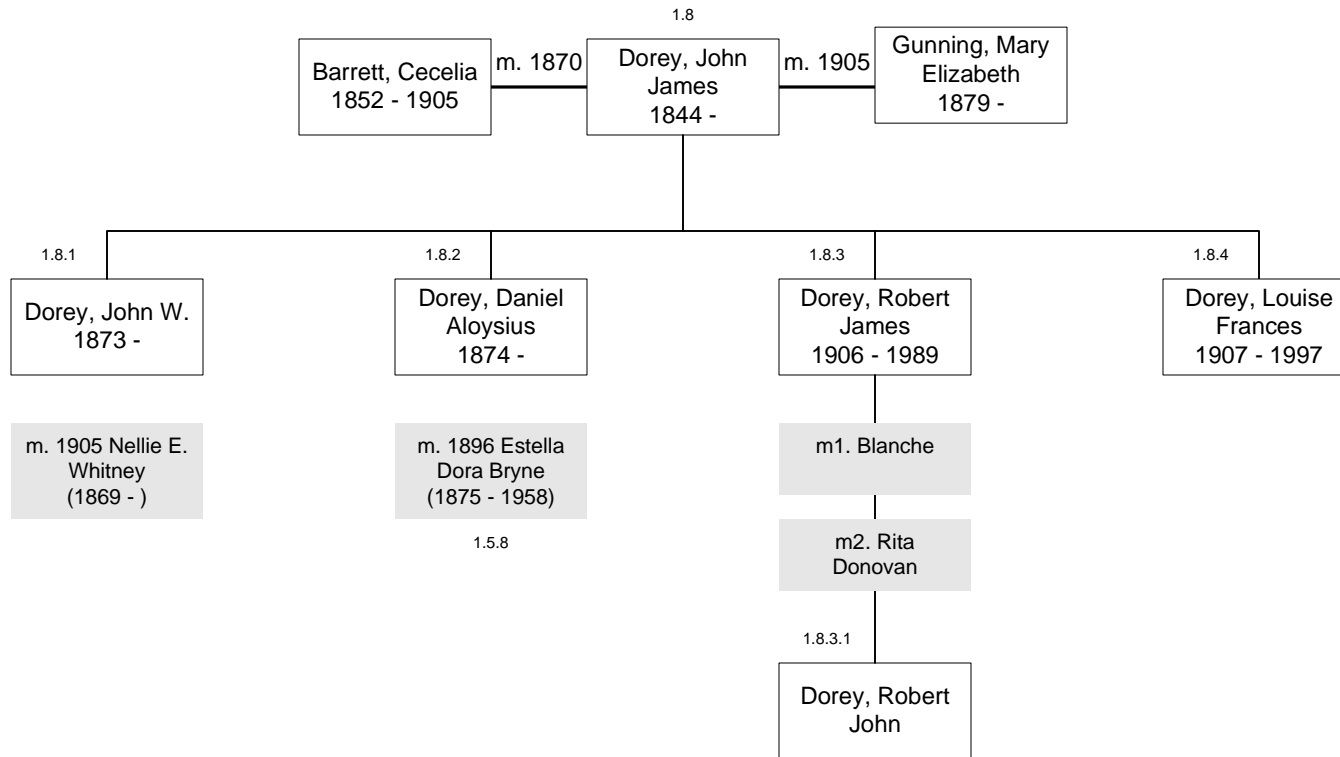 1.8
Barrett, Cecelia
1852 - 1905
m. 1870
Dorey, John
James
1844 -
m. 1905
Gunning, Mary
Elizabeth
1879 -
1.8.1
Dorey, John W.
1873 -
1.8.2
Dorey, Daniel
Aloysius
1874 -
1.8.3
Dorey, Robert
James
1906 - 1989
1.8.4
Dorey, Louise
Frances
1907 - 1997
m. 1905 Nellie E.
Whitney
(1869 - )
m. 1896 Estella
Dora Bryne
(1875 - 1958)
1.5.8
m1. Blanche
m2. Rita
Donovan
1.8.3.1
Dorey, Robert
John